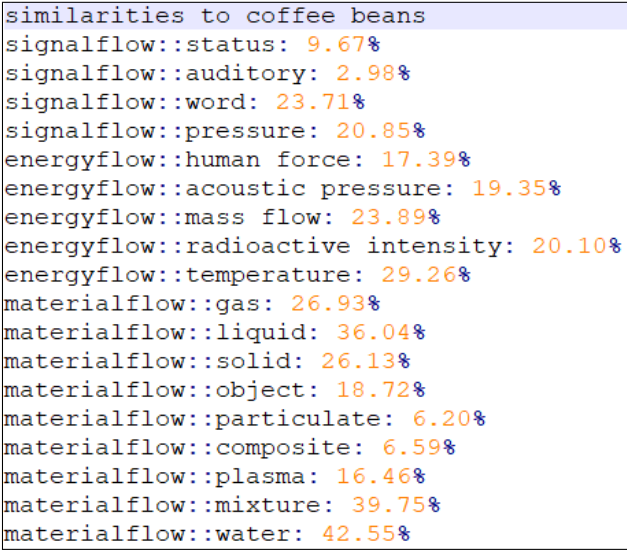 similarities to coffee beans
signalflow::status: 9.67%
signalflow::auditory: 2.98%
signalflow::word: 23.71%
signalflow::pressure: 20.85%
energyflow::human force: 17.39%
energyflow::acoustic pressure: 19.35%
energyflow::mass flow: 23.89%
energyflow::radioactive intensity: 20.10%
energyflow::temperature: 29.26%
materialflow::gas: 26.93%
materialflow::liquid: 36.04%
materialflow::solid: 26.13%
materialflow::object: 18.72%
materialflow::particulate: 6.20%
materialflow::composite: 6.59%
materialflow::plasma: 16.46%
materialflow::mixture: 39.75%
materialflow::water: 42.55%